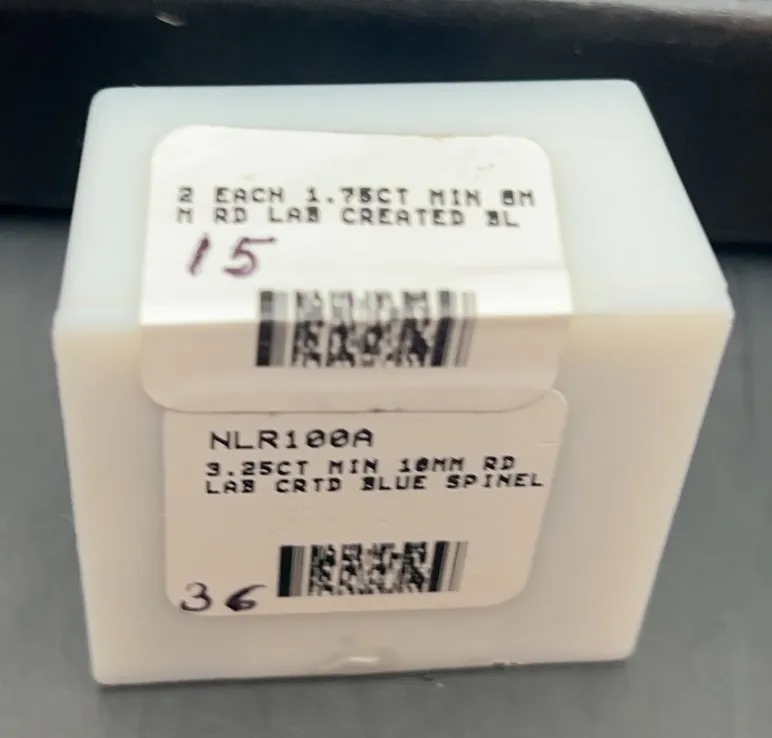 2 EACH 1.75CT MIN 8M
M RD LAB CREATED BL
15
NLR100A
3.25CT MIN 10MM RD
LAB CRTD BLUE SPINEL
36